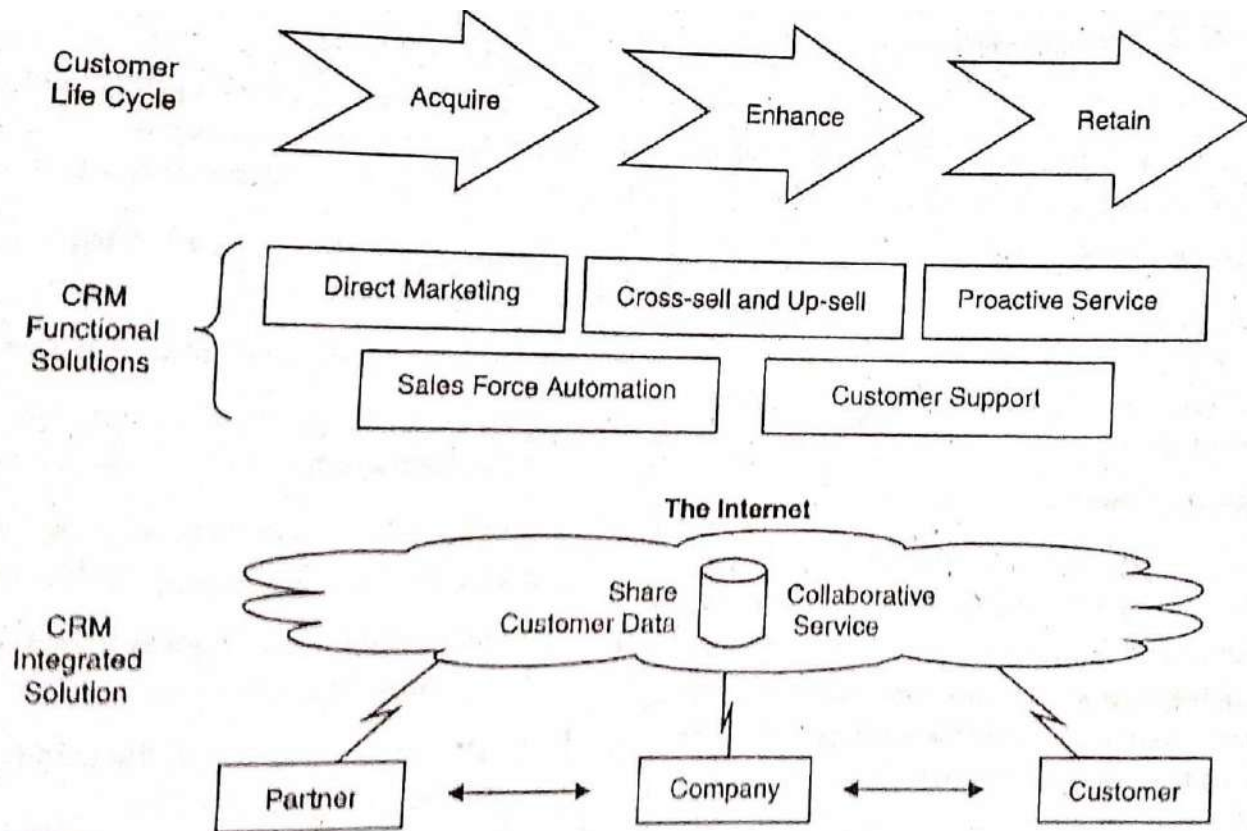 Customer
Life Cycle
Acquire
Enhance
Retain
CRM
Functional
Solutions
Direct Marketing
Cross-sell and Up-sell
Proactive Service
Sales Force Automation
Customer Support
The Internet
CRM
Integrated
Solution
Share
Customer Data
Collaborative
Service
Partner
Company
Customer